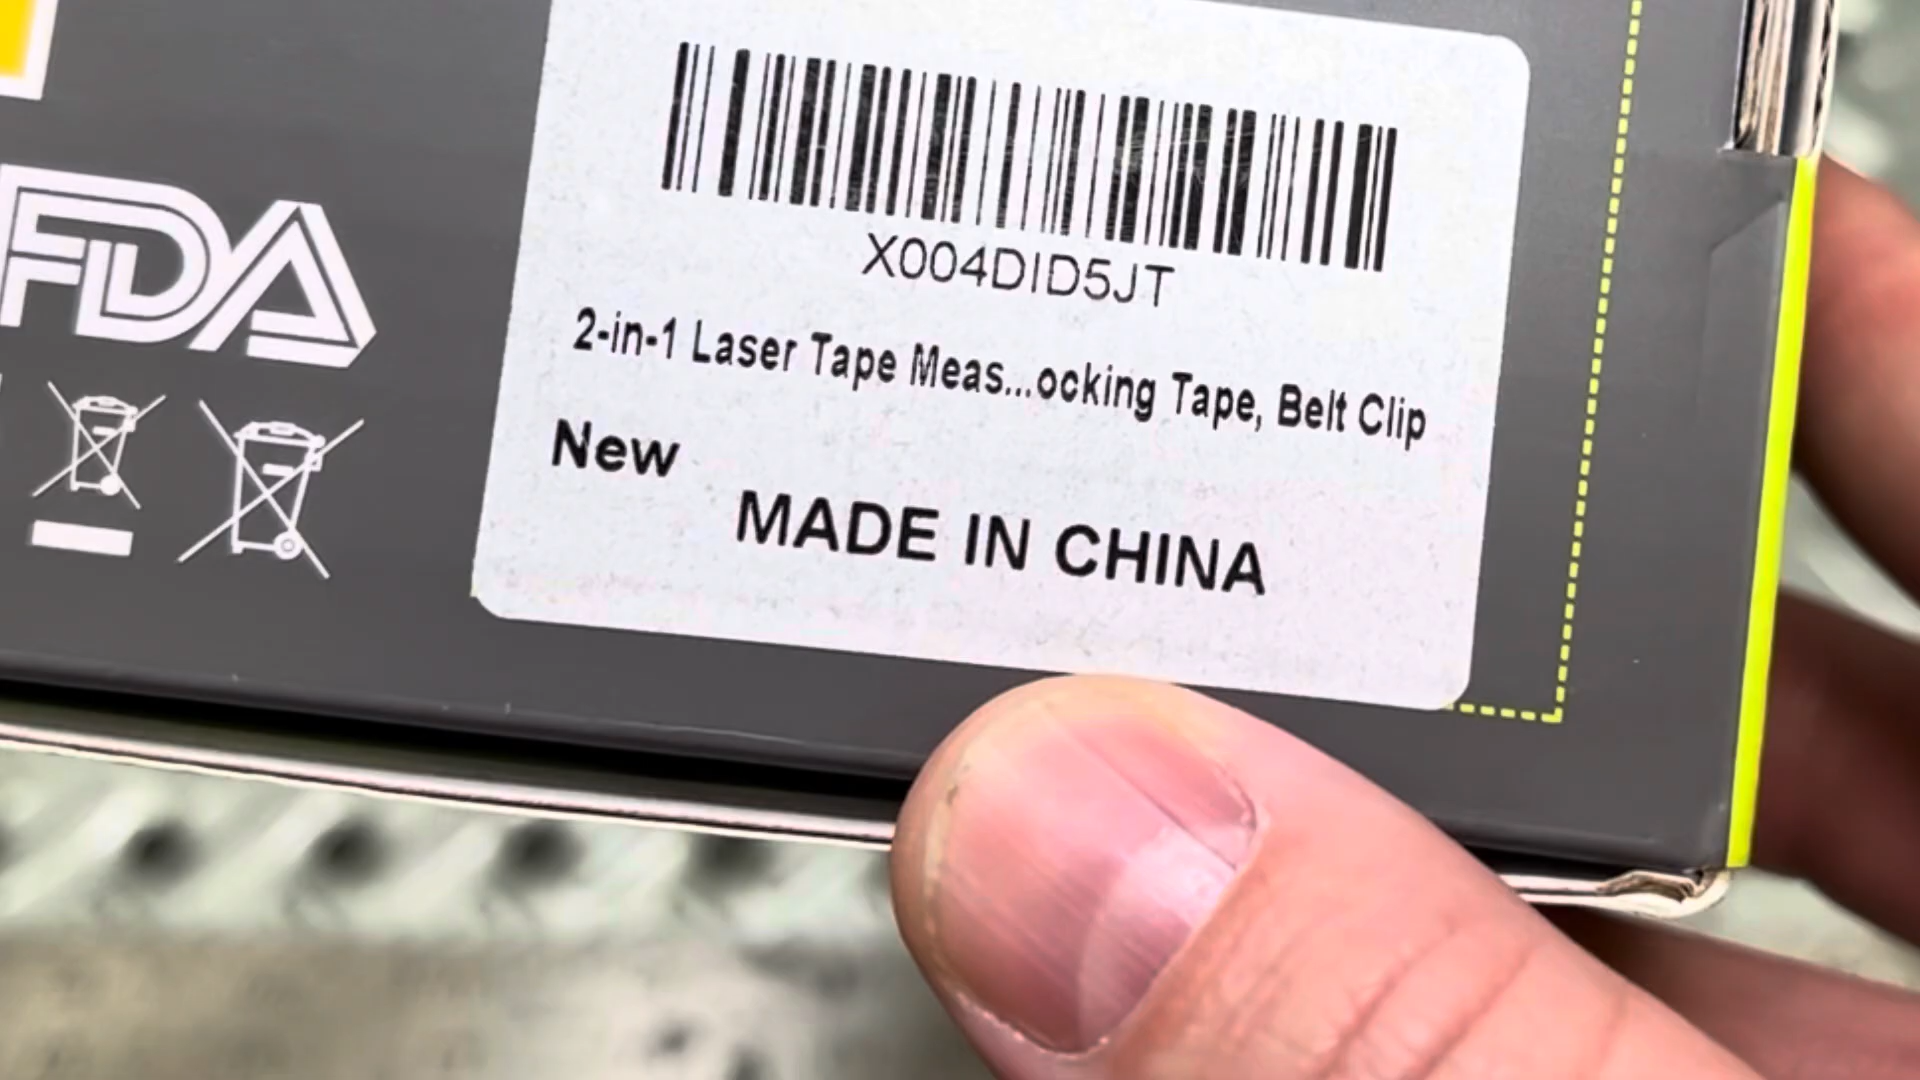 X004DID5JT
2-in-1 Laser Tape Meas...ocking Tape, Belt Clip
New
MADE IN CHINA
FDA